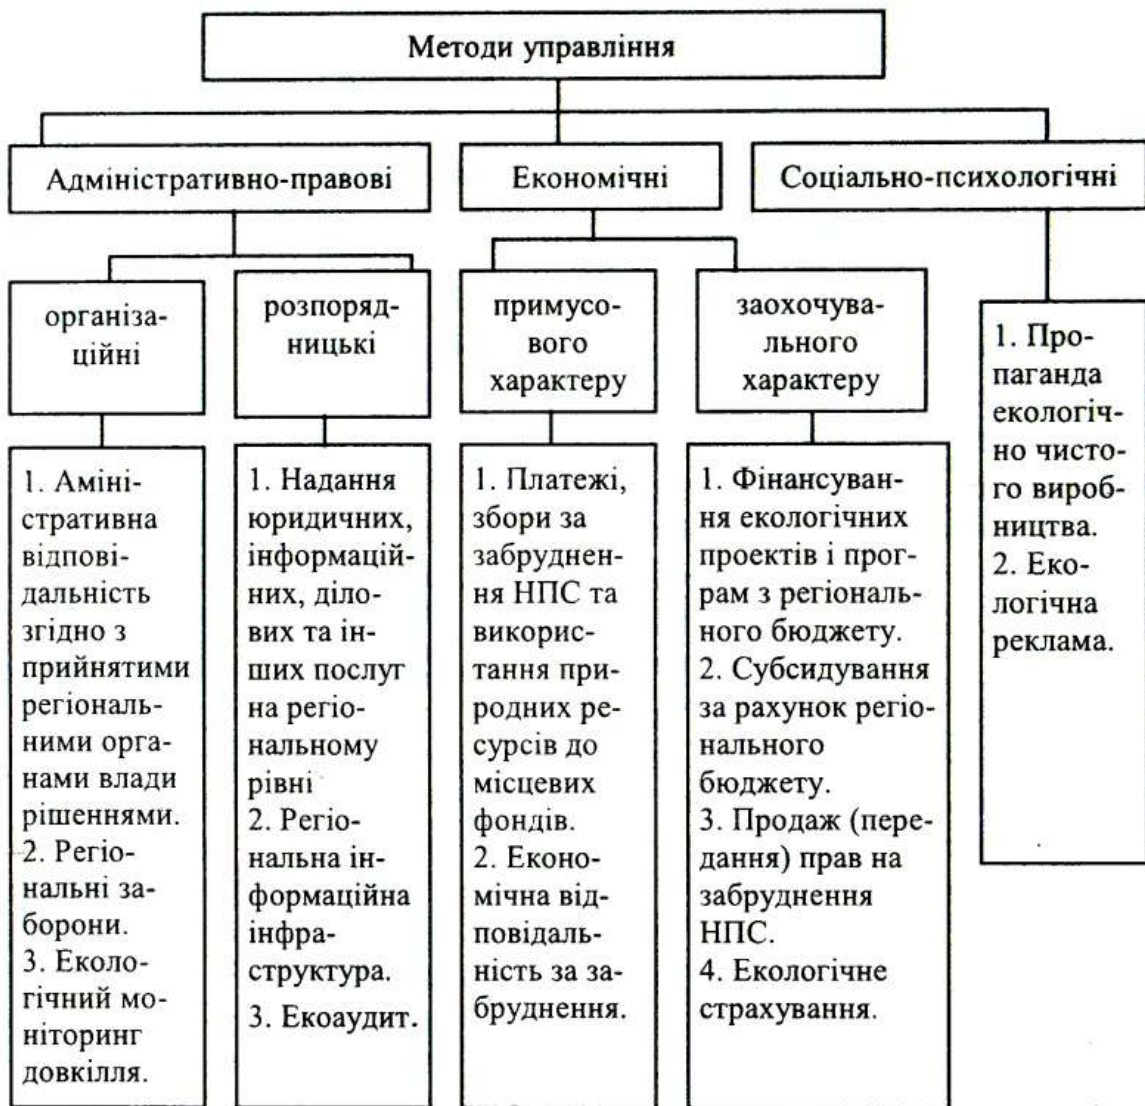 Методи управління
Адміністративно-правові
Економічні
Соціально-психологічні
організа-
ційні
розпоряд-
ницькі
примусо-
вого
характеру
заохочува-
льного
характеру
1. Аміні-
стративна
відпові-
дальність
згідно з
прийнятими
регіональ-
ними орга-
нами влади
рішеннями.
2. Регіо-
нальні за-
борони.
3. Еколо-
гічний мо-
ніторинг
довкілля.
1. Надання
юридичних,
інформацій-
них, діло-
вих та ін-
ших послуг
на регіо-
нальному
рівні
2. Регіо-
нальна ін-
формаційна
інфра-
структура.
3. Екоаудит.
1. Платежі,
збори за
забруднен-
ня НПС та
викорис-
тання при-
родних ре-
сурсів до
місцевих
фондів.
2. Еконо-
мічна від-
повідаль-
ність за за-
бруднення.
1. Фінансуван-
ня екологічних
проектів і прог-
рам з регіональ-
ного бюджету.
2. Субсидування
за рахунок регіо-
нального
бюджету.
3. Продаж (пере-
дання) прав на
забруднення
НПС.
4. Екологічне
страхування.
1. Про-
паганда
екологіч-
но чисто-
го вироб-
ництва.
2. Еко-
логічна
реклама.